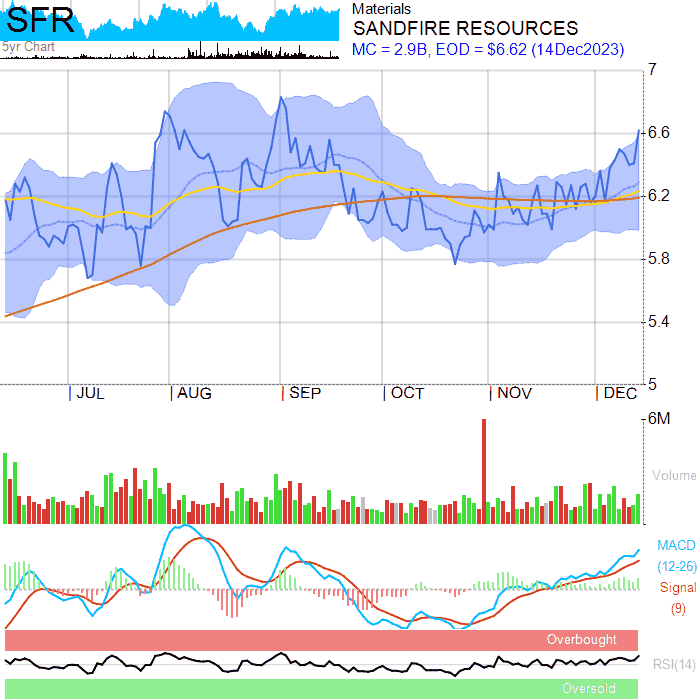 SFR
5yr Chart
Materials
SANDFIRE RESOURCES
MC = 2.9B, EOD = $6.62 (14Dec2023)
7
6.6
6.2
5.8
5.4
5
JUL AUG SEP OCT NOV DEC
6M
Volume
MACD
(12-26)
Signal
(9)
Overbought
RSI(14)
Oversold